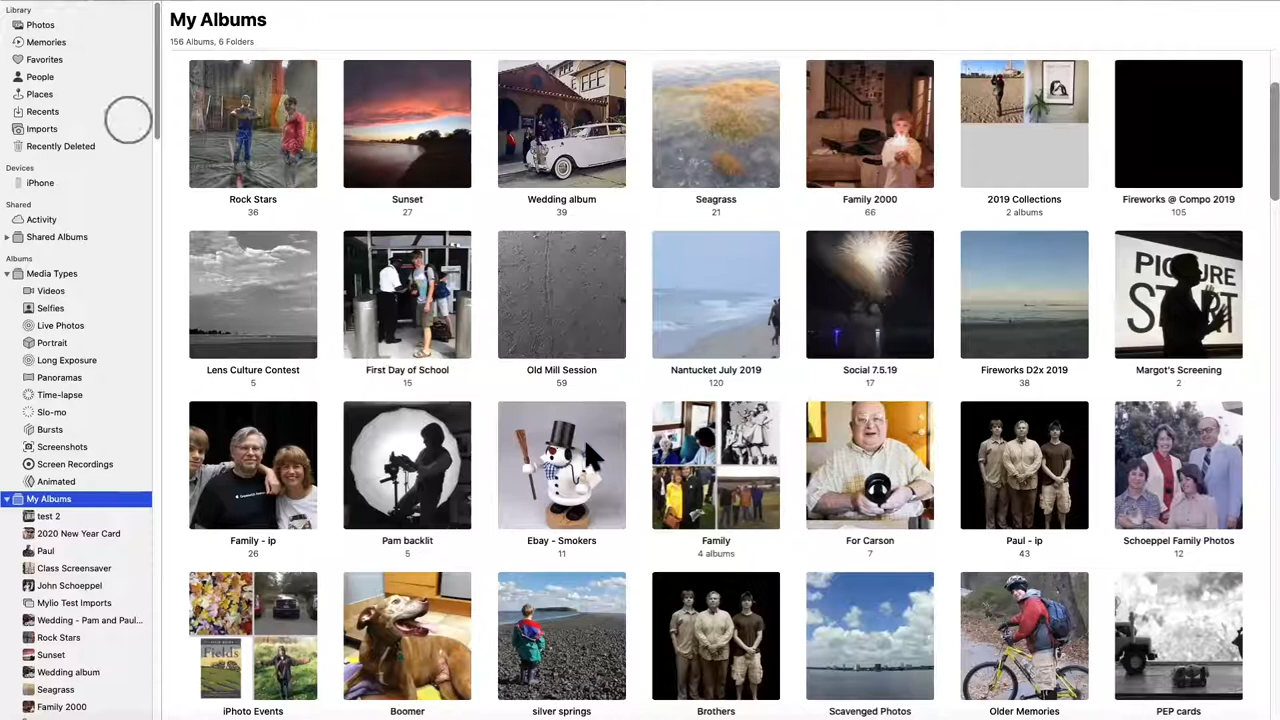 Library
Photos
Memories
Favorites
People
Places
Recents
Imports
Recently Deleted
Devices
iPhone
Shared
Activity
Shared Albums
Albums
Media Types
Videos
Selfies
Live Photos
Portrait
Long Exposure
Panoramas
Time-lapse
Slo-mo
Bursts
Screenshots
Screen Recordings
Animated
My Albums
test 2
2020 New Year Card
Paul
Class Screensaver
John Schoeppel
Mylio Test Imports
Wedding - Pam and Paul...
Rock Stars
Sunset
Wedding album
Seagrass
Family 2000
My Albums
156 Albums, 6 Folders
Rock Stars
36
Sunset
27
Wedding album
39
Seagrass
21
Family 2000
66
2019 Collections
2 albums
Fireworks @ Compo 2019
105
Lens Culture Contest
5
First Day of School
15
Old Mill Session
59
Nantucket July 2019
120
Social 7.5.19
17
Fireworks D2x 2019
38
PICTURE
START
Margot's Screening
2
Family - ip
26
Pam backlit
5
Ebay - Smokers
11
Family
4 albums
For Carson
7
Paul - ip
43
Schoeppel Family Photos
12
Fields
iPhoto Events
Boomer
silver springs
Brothers
Scavenged Photos
Older Memories
PEP cards